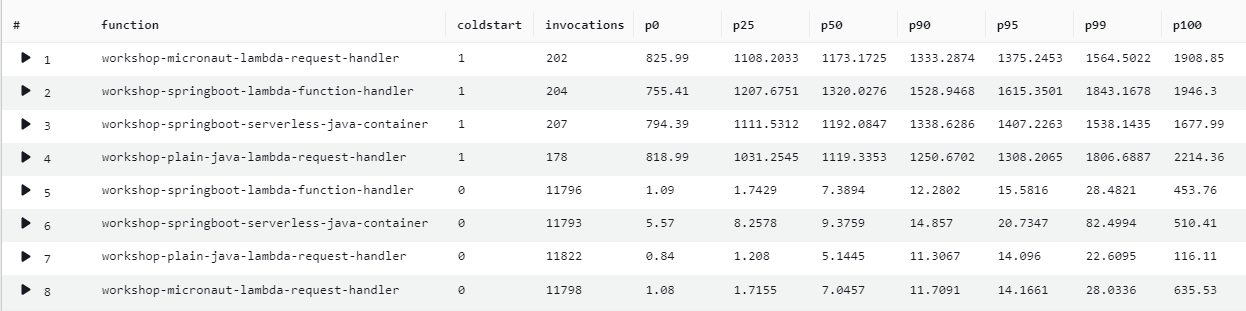 # function coldstart invocations p0 p25 p50 p90 p95 p99 p100
1 workshop-micronaut-lambda-request-handler 1 202 825.99 1108.2033 1173.1725 1333.2874 1375.2453 1564.5022 1908.85
2 workshop-springboot-lambda-function-handler 1 204 755.41 1207.6751 1320.0276 1528.9468 1615.3501 1843.1678 1946.3
3 workshop-springboot-serverless-java-container 1 207 794.39 1111.5312 1192.0847 1338.6286 1407.2263 1538.1435 1677.99
4 workshop-plain-java-lambda-request-handler 1 178 818.99 1031.2545 1119.3353 1250.6702 1308.2065 1806.6887 2214.36
5 workshop-springboot-lambda-function-handler 0 11796 1.09 1.7429 7.3894 12.2802 15.5816 28.4821 453.76
6 workshop-springboot-serverless-java-container 0 11793 5.57 8.2578 9.3759 14.857 20.7347 82.4994 510.41
7 workshop-plain-java-lambda-request-handler 0 11822 0.84 1.208 5.1445 11.3067 14.096 22.6095 116.11
8 workshop-micronaut-lambda-request-handler 0 11798 1.08 1.7155 7.0457 11.7091 14.1661 28.0336 635.53